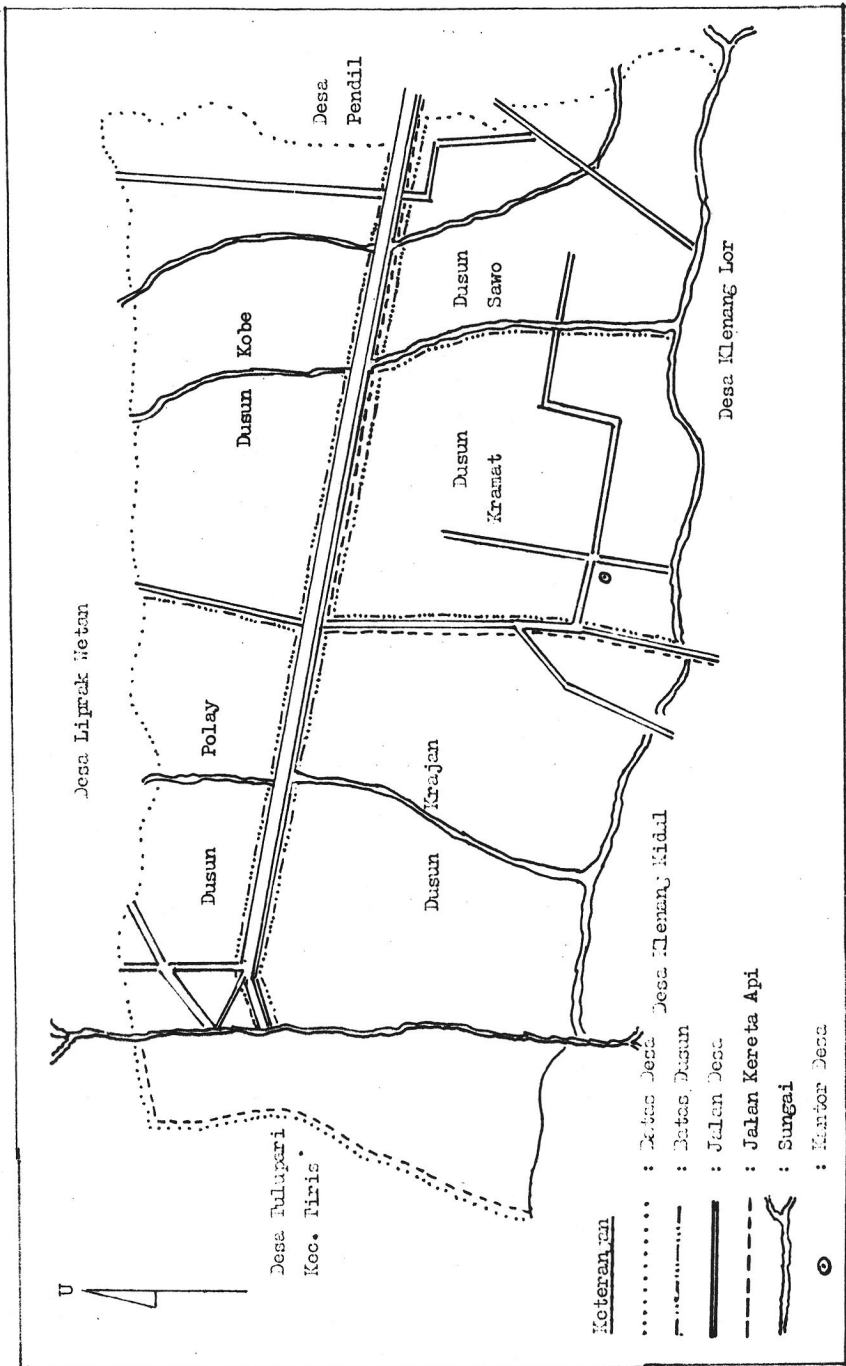 U
Desa Liprak Wetan
Desa
Pendil
Dusun Kobe
Dusun Polay
Dusun
Sawo
Dusun
Kramat
Dusun Krajan
Desa Klenang Lor
Desa Klenang Kidul
Desa Tulupari
Kec. Tiris
Keterangan
: Batas Desa
: Batas Dusun
: Jalan Desa
: Jalan Kereta Api
: Sungai
: Kantor Desa